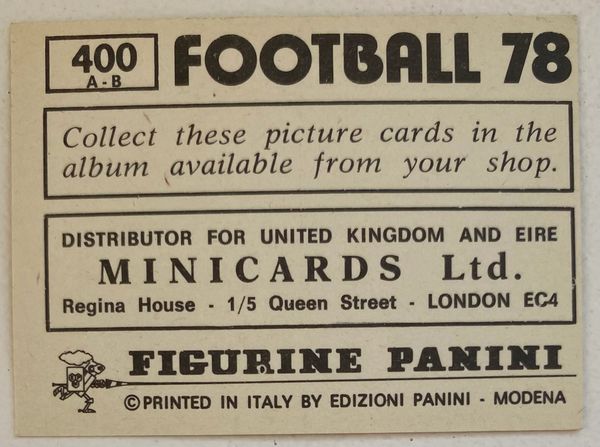 400
A-B
FOOTBALL 78
Collect these picture cards in the
album available from your shop.
DISTRIBUTOR FOR UNITED KINGDOM AND EIRE
MINICARDS Ltd.
Regina House - 1/5 Queen Street - LONDON EC4
FIGURINE PANINI
©PRINTED IN ITALY BY EDIZIONI PANINI - MODENA